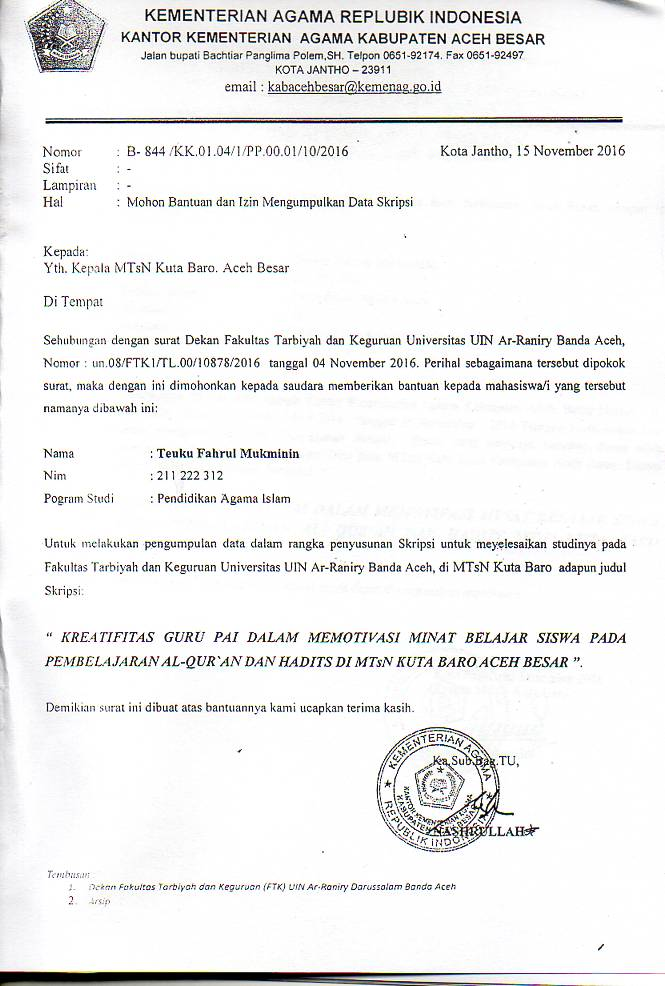 KEMENTERIAN AGAMA REPLUBIK INDONESIA
KANTOR KEMENTERIAN AGAMA KABUPATEN ACEH BESAR
Jalan bupati Bachtiar Panglima Polem,SH. Telpon 0651-92174. Fax 0651-92497
KOTA JANTHO – 23911
email : kabacehbesar@kemenag.go.id
Nomor : B- 844 /KK.01.04/1/PP.00.01/10/2016 Kota Jantho, 15 November 2016
Sifat : -
Lampiran : -
Hal : Mohon Bantuan dan Izin Mengumpulkan Data Skripsi
Kepada:
Yth. Kepala MTsN Kuta Baro. Aceh Besar
Di Tempat
Sehubungan dengan surat Dekan Fakultas Tarbiyah dan Keguruan Universitas UIN Ar-Raniry Banda Aceh,
Nomor : un.08/FTK1/TL.00/10878/2016 tanggal 04 November 2016. Perihal sebagaimana tersebut dipokok
surat, maka dengan ini dimohonkan kepada saudara memberikan bantuan kepada mahasiswa/i yang tersebut
namanya dibawah ini:
Nama : Teuku Fahrul Mukminin
Nim : 211 222 312
Pogram Studi : Pendidikan Agama Islam
Untuk melakukan pengumpulan data dalam rangka penyusunan Skripsi untuk meyelesaikan studinya pada
Fakultas Tarbiyah dan Keguruan Universitas UIN Ar-Raniry Banda Aceh, di MTsN Kuta Baro adapun judul
Skripsi:
“ KREATIFITAS GURU PAI DALAM MEMOTIVASI MINAT BELAJAR SISWA PADA
PEMBELAJARAN AL-QUR`AN DAN HADITS DI MTsN KUTA BARO ACEH BESAR ”.
Demikian surat ini dibuat atas bantuannya kami ucapkan terima kasih.
Ka.Sub.Bag.TU,
KEMENTERIAN AGAMA
KANTOR KEMENTERIAN AGAMA
KABUPATEN ACEH BESAR
REPUBLIK INDONESIA
NASHRULLAH
Tembusan
1. Dekan Fakultas Tarbiyah dan Keguruan (FTK) UIN Ar-Raniry Darussalam Banda Aceh
2. Arsip